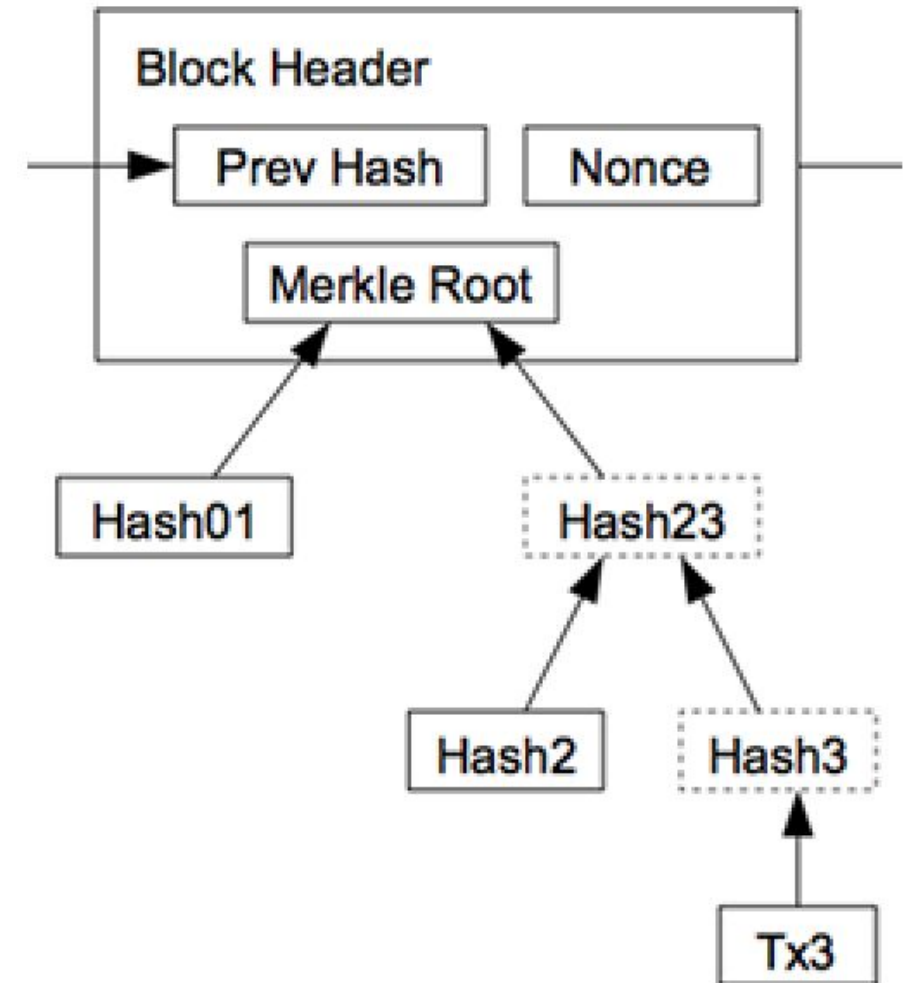 Block Header
Prev Hash
Nonce
Merkle Root
Hash01
Hash23
Hash2
Hash3
Tx3